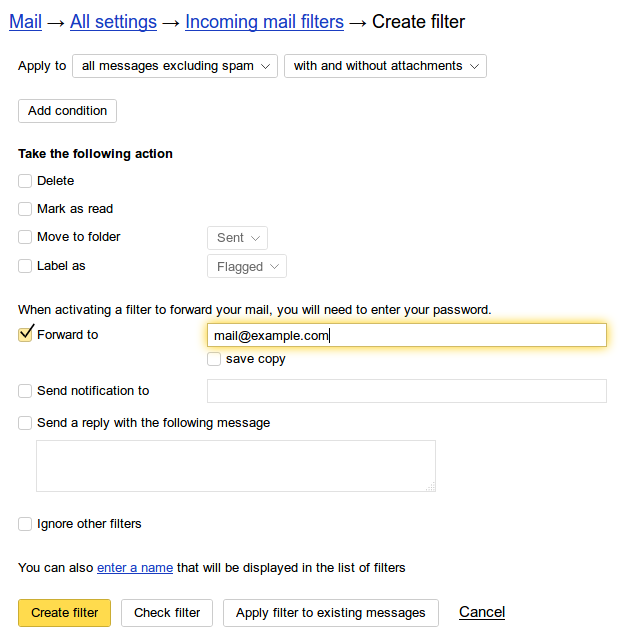 Mail → All settings → Incoming mail filters → Create filter
Apply to all messages excluding spam with and without attachments
Add condition
Take the following action
Delete
Mark as read
Move to folder Sent
Label as Flagged
When activating a filter to forward your mail, you will need to enter your password.
Forward to mail@example.com
save copy
Send notification to
Send a reply with the following message
Ignore other filters
You can also enter a name that will be displayed in the list of filters
Create filter Check filter Apply filter to existing messages Cancel